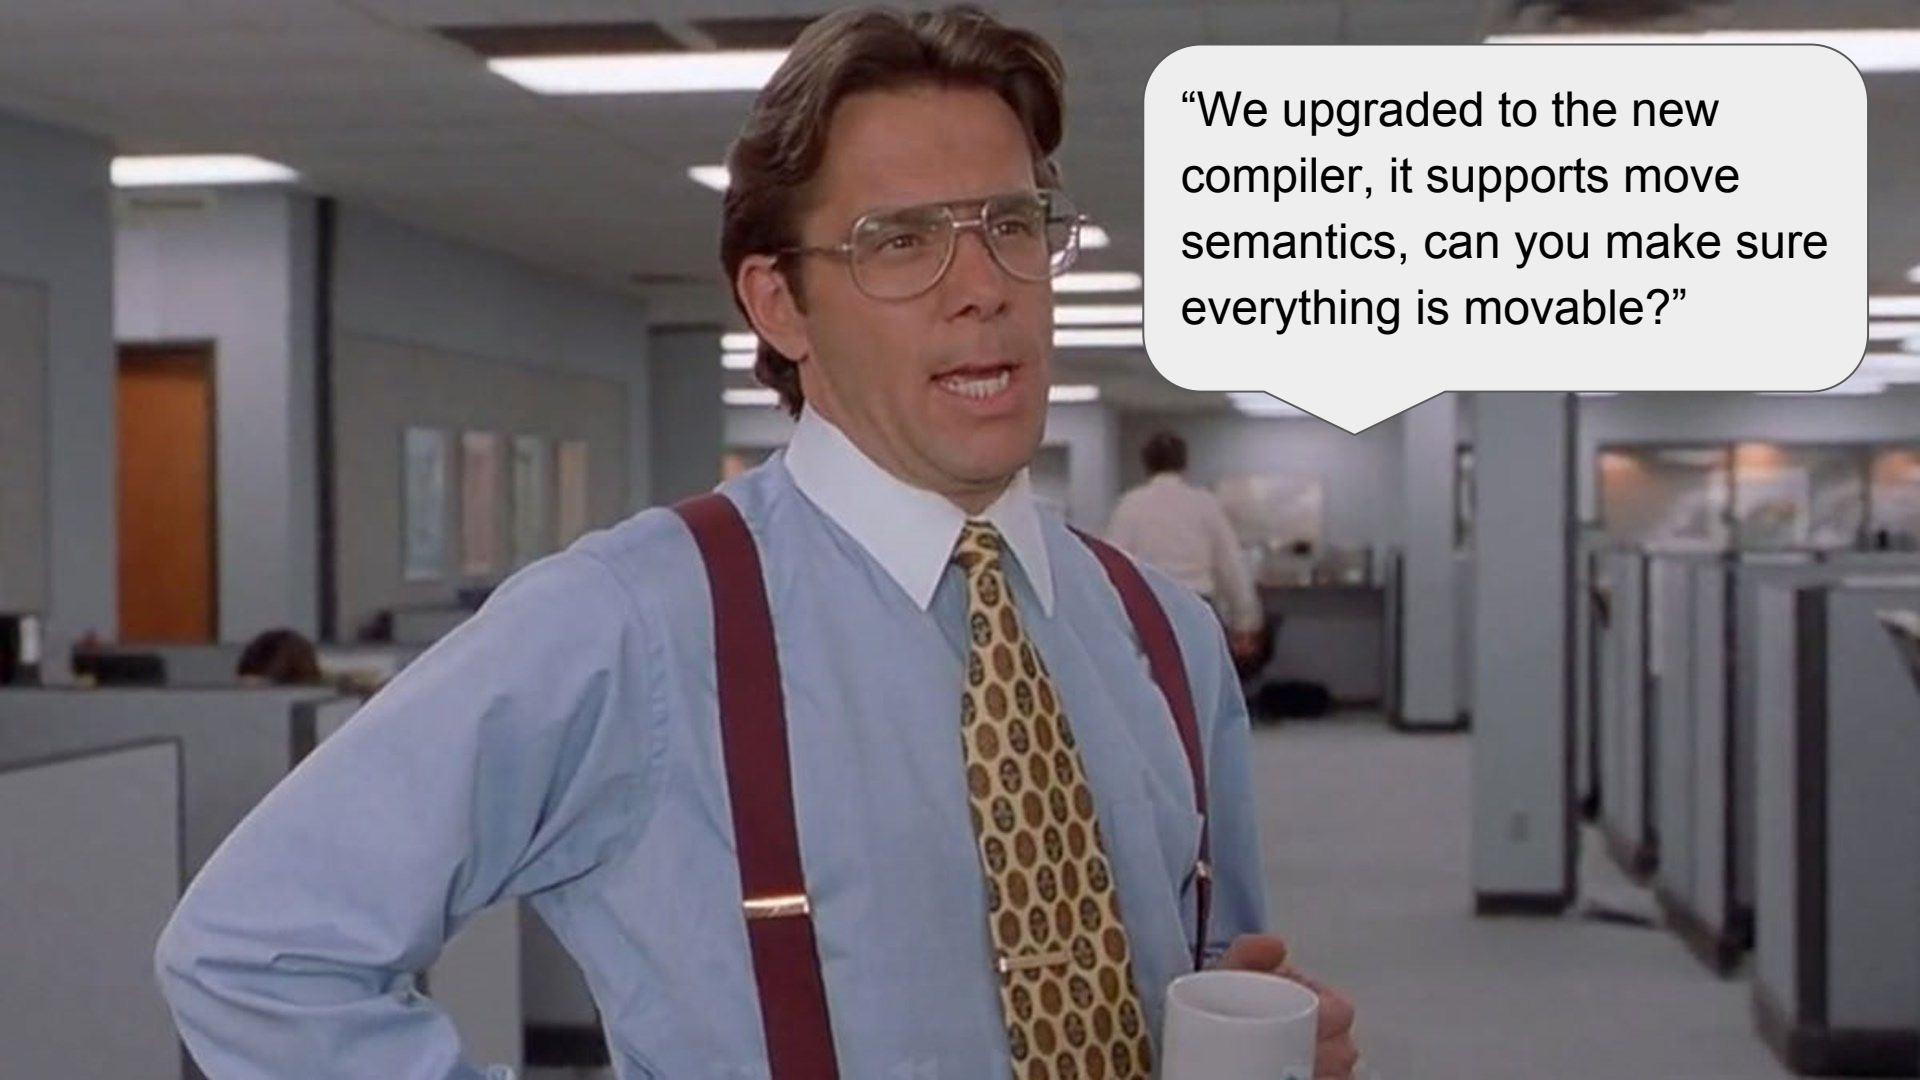 “We upgraded to the new
compiler, it supports move
semantics, can you make sure
everything is movable?”